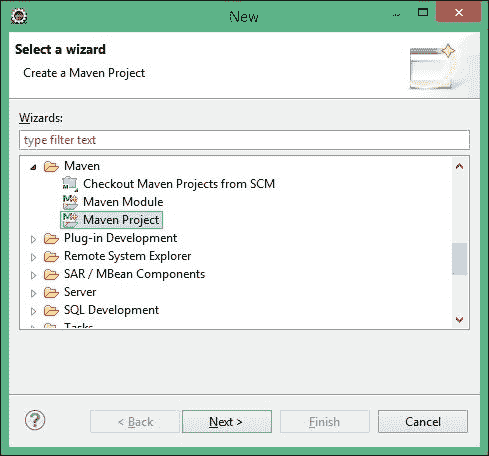 New
Select a wizard
Create a Maven Project
Wizards:
type filter text
Maven
Checkout Maven Projects from SCM
Maven Module
Maven Project
Plug-in Development
Remote System Explorer
SAR / MBean Components
Server
SQL Development
Tasks
< Back Next > Finish Cancel